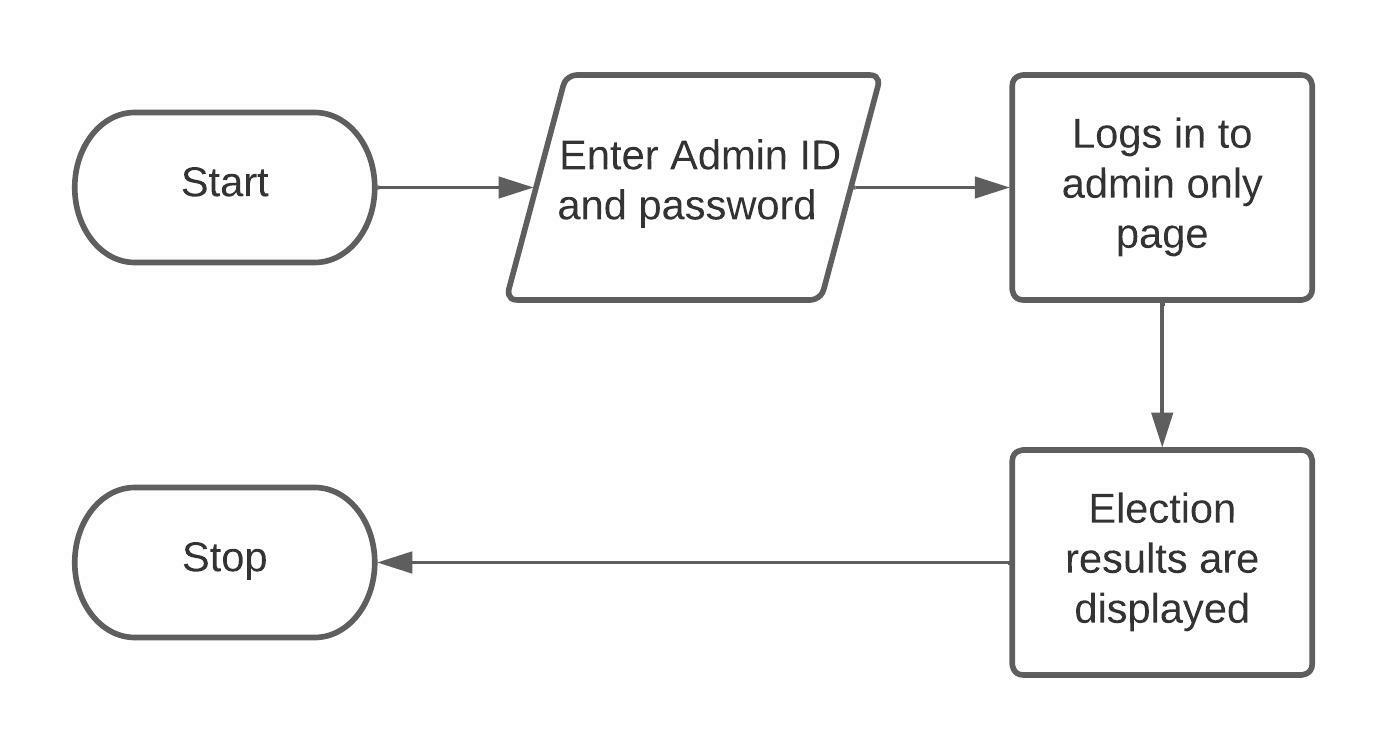 Start
Enter Admin ID
and password
Logs in to
admin only
page
Election
results are
displayed
Stop